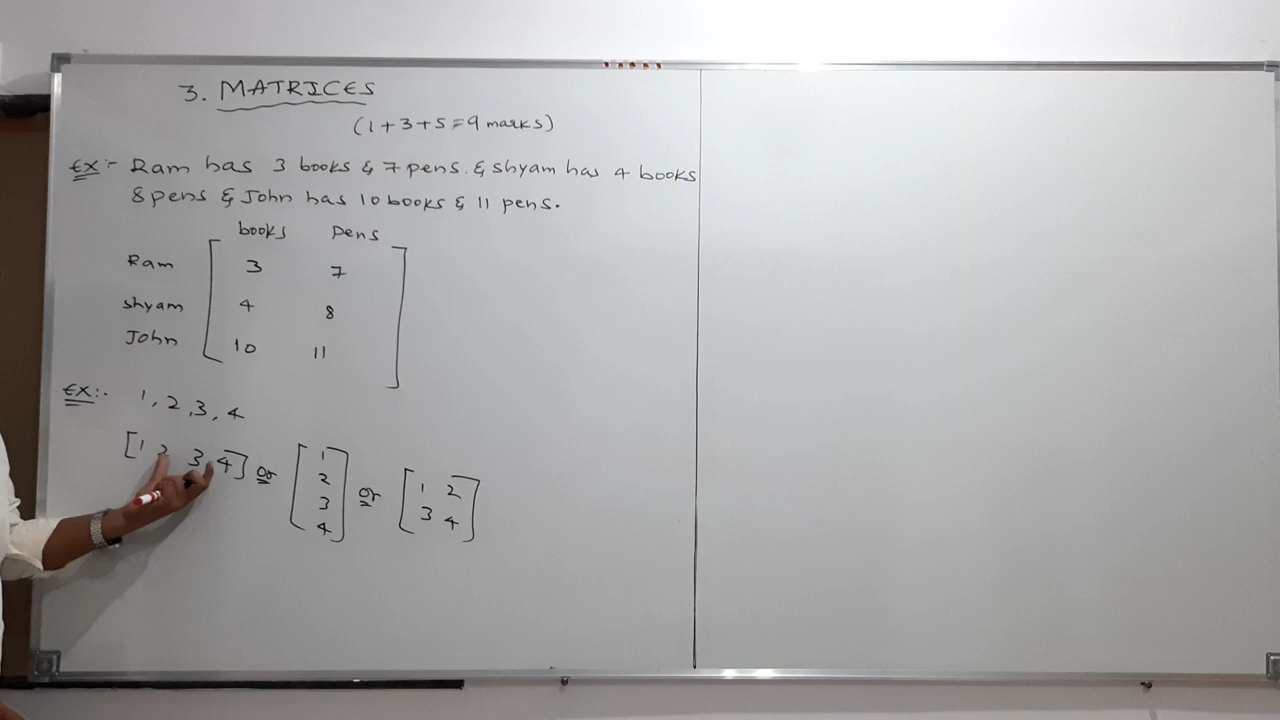 3. MATRICES
(1+3+5=9 marks)
Ex:- Ram has 3 books & 7 pens. & shyam has 4 books
8 pens & John has 10 books & 11 pens.
books pens
Ram [ 3 7 ]
shyam [ 4 8 ]
John [ 10 11 ]
Ex:- 1, 2, 3, 4
[1 2 3 4] or [1 2 3 4] or [1 2
3 4]